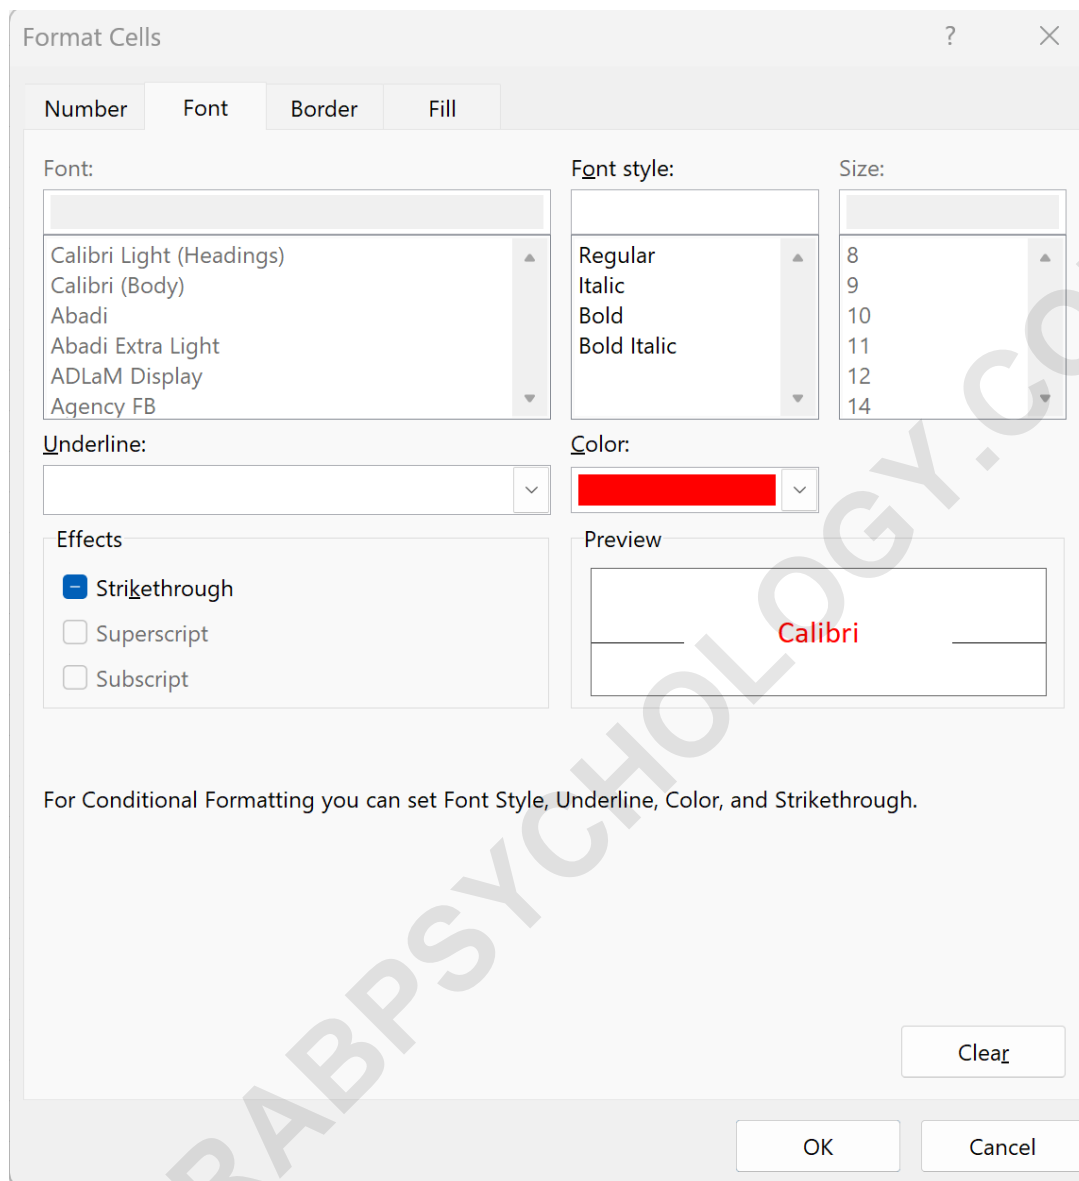 Format Cells ?
Number Font Border Fill
Font: Font style: Size:
Calibri Light (Headings) Regular 8
Calibri (Body) Italic 9
Abadi Bold 10
Abadi Extra Light Bold Italic 11
ADLaM Display 12
Agency FB 14
Underline: Color:
Effects Preview
Strikethrough
Calibri
Superscript
Subscript
For Conditional Formatting you can set Font Style, Underline, Color, and Strikethrough.
Clear
OK Cancel